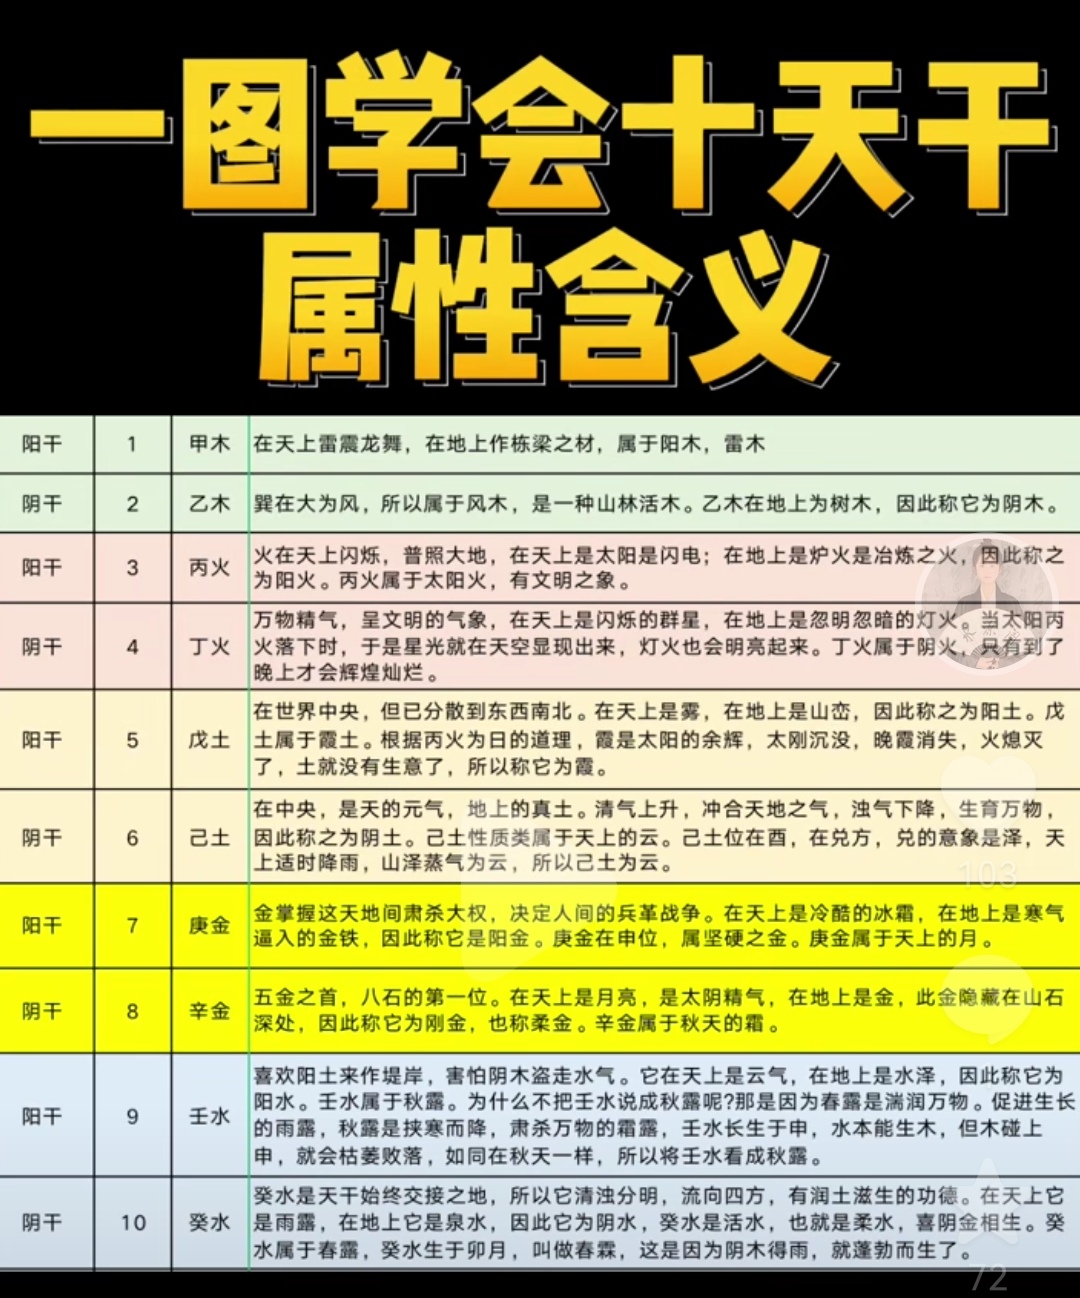 一图学会十天干
属性含义
阳干 1 甲木 在天上雷震龙舞，在地上作栋梁之材，属于阳木，雷木
阴干 2 乙木 巽在大为风，所以属于风木，是一种山林活木。乙木在地上为树木，因此称它为阴木。
阳干 3 丙火 火在天上闪烁，普照大地，在天上是太阳是闪电；在地上是炉火是冶炼之火，因此称之
为阳火。丙火属于太阳火，有文明之象。
阴干 4 丁火 万物精气，呈文明的气象，在天上是闪烁的群星，在地上是忽明忽暗的灯火。当太阳丙
火落下时，于是星光就在天空显现出来，灯火也会明亮起来。丁火属于阴火，只有到了
晚上才会辉煌灿烂。
阳干 5 戊土 在世界中央，但已分散到东西南北。在天上是雾，在地上是山峦，因此称之为阳土。戊
土属于霞土。根据丙火为日的道理，霞是太阳的余辉，太刚沉没，晚霞消失，火熄灭
了，土就没有生意了，所以称它为霞。
阴干 6 己土 在中央，是天的元气，地上的真土。清气上升，冲合天地之气，浊气下降，生育万物，
因此称之为阴土。己土性质类属于天上的云。己土位在酉，在兑方，兑的意象是泽，天
上适时降雨，山泽蒸气为云，所以己土为云。
阳干 7 庚金 金掌握这天地间肃杀大权，决定人间的兵革战争。在天上是冷酷的冰霜，在地上是寒气
逼入的金铁，因此称它是阳金。庚金在申位，属坚硬之金。庚金属于天上的月。
阴干 8 辛金 五金之首，八石的第一位。在天上是月亮，是太阴精气，在地上是金，此金隐藏在山石
深处，因此称它为刚金，也称柔金。辛金属于秋天的霜。
阳干 9 壬水 喜欢阳土来作堤岸，害怕阴木盗走水气。它在天上是云气，在地上是水泽，因此称它为
阳水。壬水属于秋露。为什么不把壬水说成秋露呢?那是因为春露是湍润万物。促进生长
的雨露，秋露是挟寒而降，肃杀万物的霜露，壬水长生于申，水本能生木，但木碰上
申，就会枯萎败落，如同在秋天一样，所以将壬水看成秋露。
阴干 10 癸水 癸水是天干始终交接之地，所以它清浊分明，流向四方，有润土滋生的功德。在天上它
是雨露，在地上它是泉水，因此它为阴水，癸水是活水，也就是柔水，喜阴金相生。癸
水属于春露，癸水生于卯月，叫做春霖，这是因为阴木得雨，就蓬勃而生了。
103
72